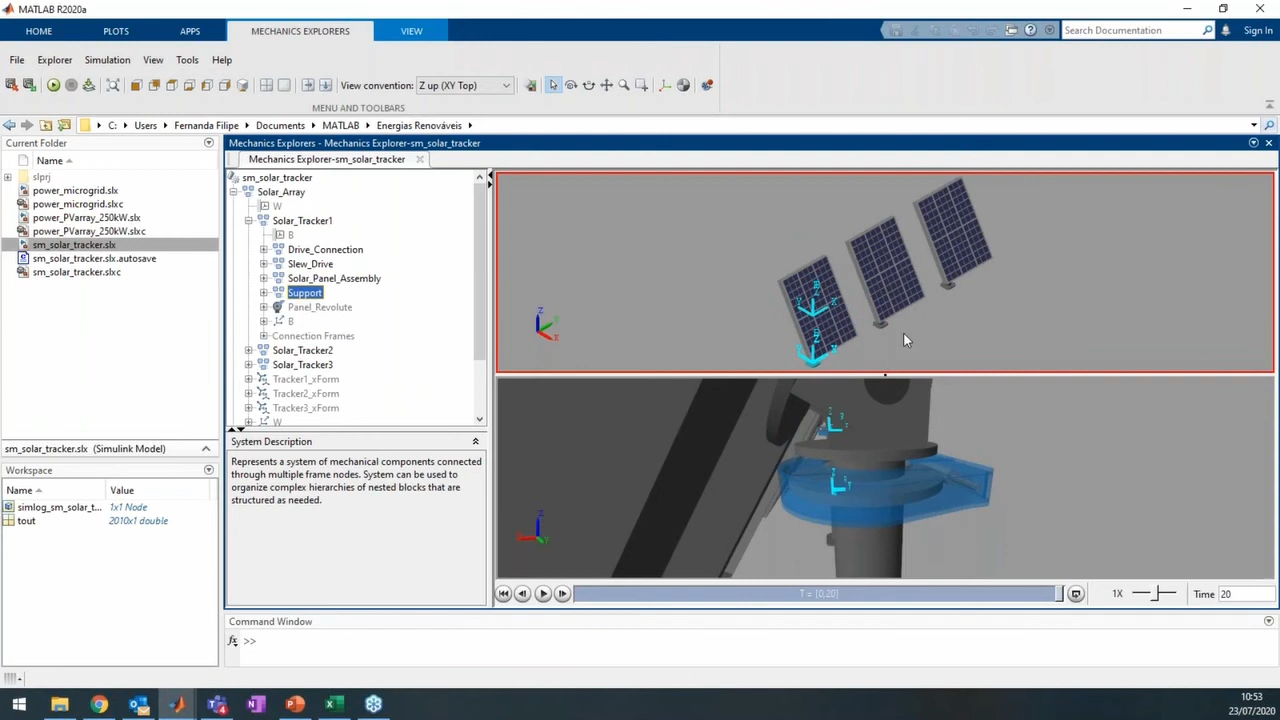 MATLAB R2020a
HOME PLOTS APPS MECHANICS EXPLORERS VIEW
Search Documentation
Sign In
File Explorer Simulation View Tools Help
View convention: Z up (XY Top)
MENU AND TOOLBARS
C: Users Fernanda Filipe Documents MATLAB Energias Renováveis
Current Folder
Name
slprj
power_microgrid.slx
power_microgrid.slxc
power_PVarray_250kW.slx
power_PVarray_250kW.slxc
sm_solar_tracker.slx
sm_solar_tracker.slx.autosave
sm_solar_tracker.slxc
sm_solar_tracker.slx (Simulink Model)
Workspace
Name Value
simlog_sm_solar_t... 1x1 Node
tout 2010x1 double
Mechanics Explorers - Mechanics Explorer-sm_solar_tracker
Mechanics Explorer-sm_solar_tracker
sm_solar_tracker
Solar_Array
W
Solar_Tracker1
B
Drive_Connection
Slew_Drive
Solar_Panel_Assembly
Support
Panel_Revolute
B
Connection Frames
Solar_Tracker2
Solar_Tracker3
Tracker1_xForm
Tracker2_xForm
Tracker3_xForm
W
System Description
Represents a system of mechanical components connected
through multiple frame nodes. System can be used to
organize complex hierarchies of nested blocks that are
structured as needed.
T = [0,20]
1X
Time 20
Command Window
fx >>
10:53
23/07/2020